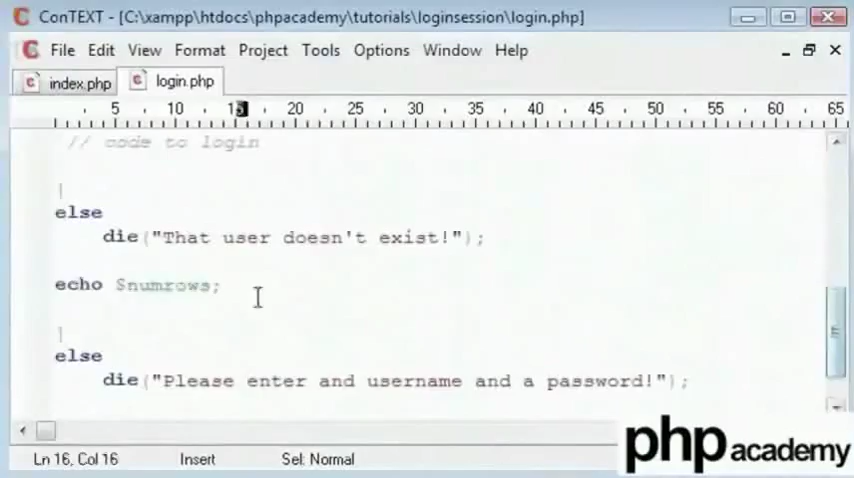 ConTEXT - [C:\xampp\htdocs\phpacademy\tutorials\loginsession\login.php]
File Edit View Format Project Tools Options Window Help
index.php login.php
5 10 15 20 25 30 35 40 45 50 55 60 65
// code to login
}
else
die("That user doesn't exist!");
echo $numrows;
}
else
die("Please enter and username and a password!");
Ln 16, Col 16 Insert Sel: Normal
php academy